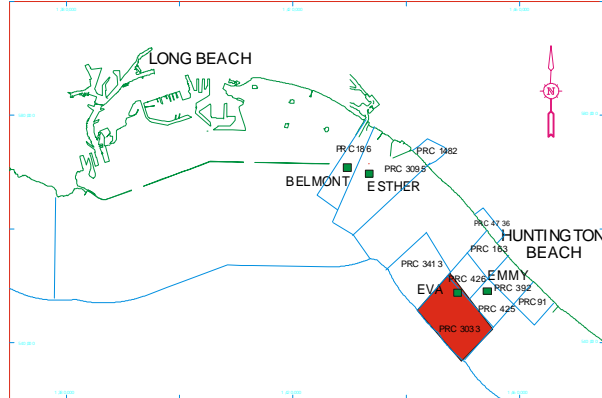 LONG BEACH
N
PRC 186
PRC 1482
PRC 3095
BELMONT
ESTHER
PRC 4736
HUNTINGTON
BEACH
PRC 163
PRC 3413
PRC 426
EMMY
EVA
PRC 392
PRC 91
PRC 425
PRC 3033